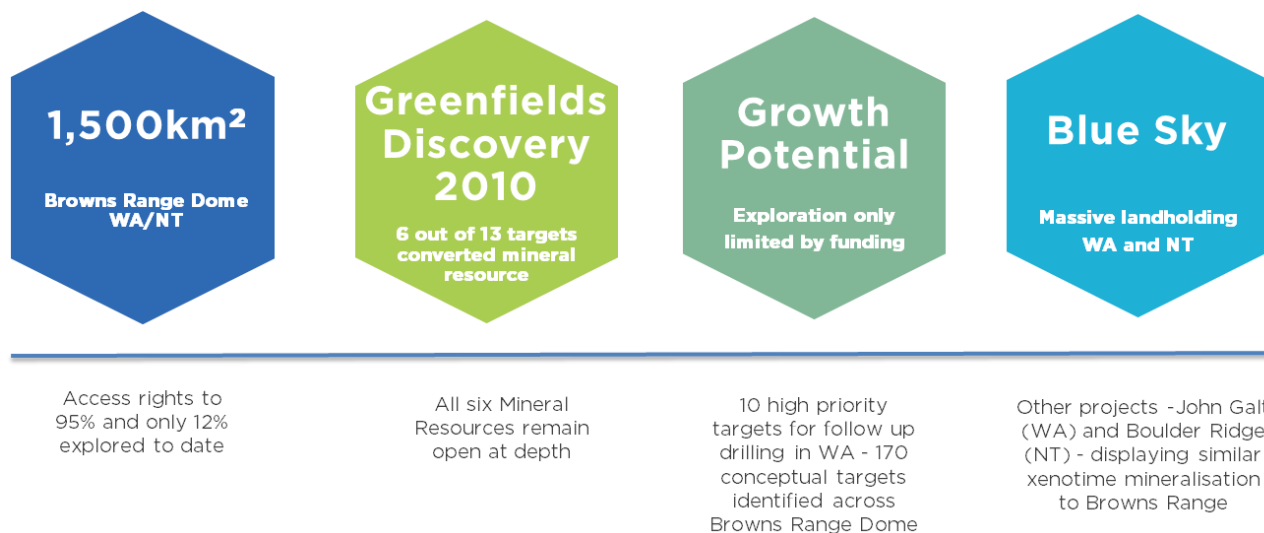 1,500km²
Browns Range Dome
WA/NT
Greenfields
Discovery
2010
6 out of 13 targets
converted mineral
resource
Growth
Potential
Exploration only
limited by funding
Blue Sky
Massive landholding
WA and NT
Access rights to
95% and only 12%
explored to date
All six Mineral
Resources remain
open at depth
10 high priority
targets for follow up
drilling in WA - 170
conceptual targets
identified across
Browns Range Dome
Other projects -John Galt
(WA) and Boulder Ridge
(NT) - displaying similar
xenotime mineralisation
to Browns Range